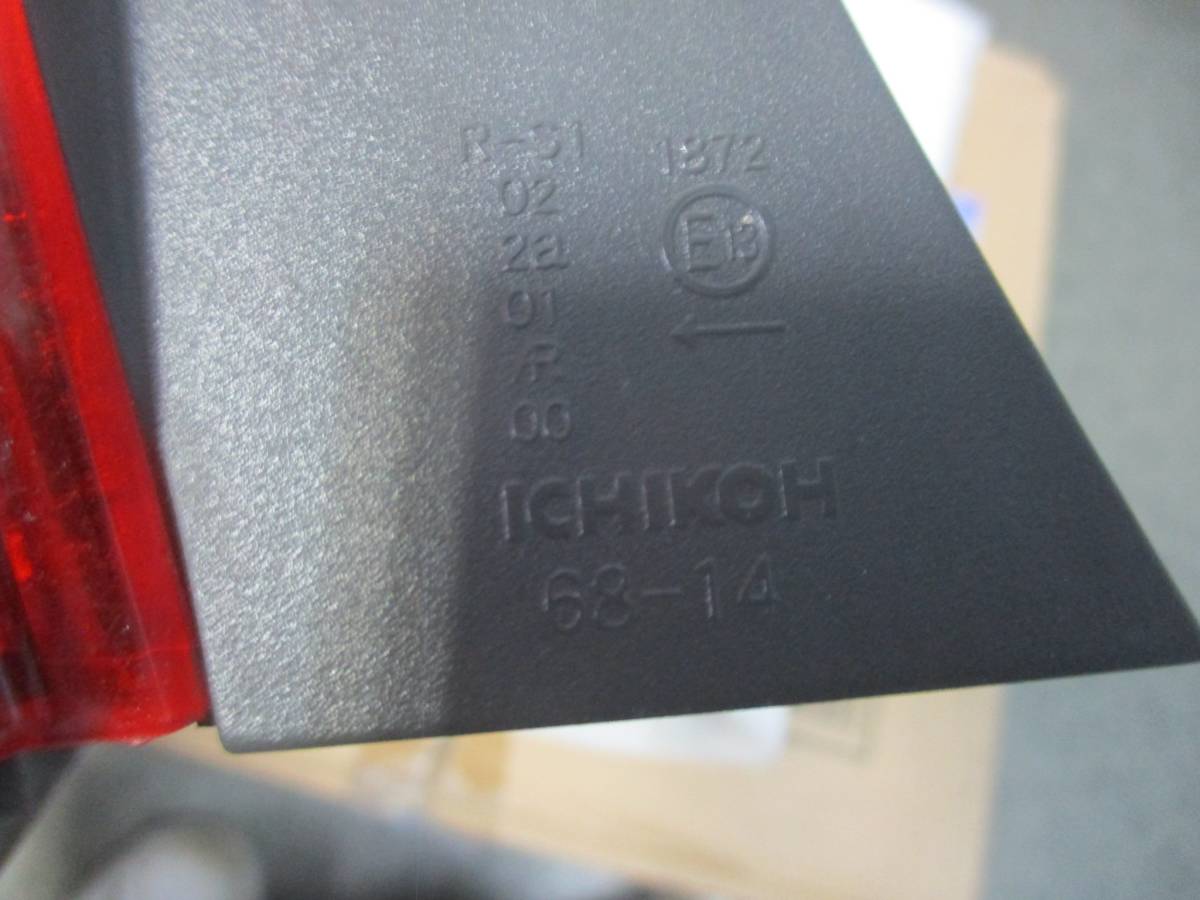 R-S1
02
2a
01
R
00
1872
E13
ICHIKOH
68-14